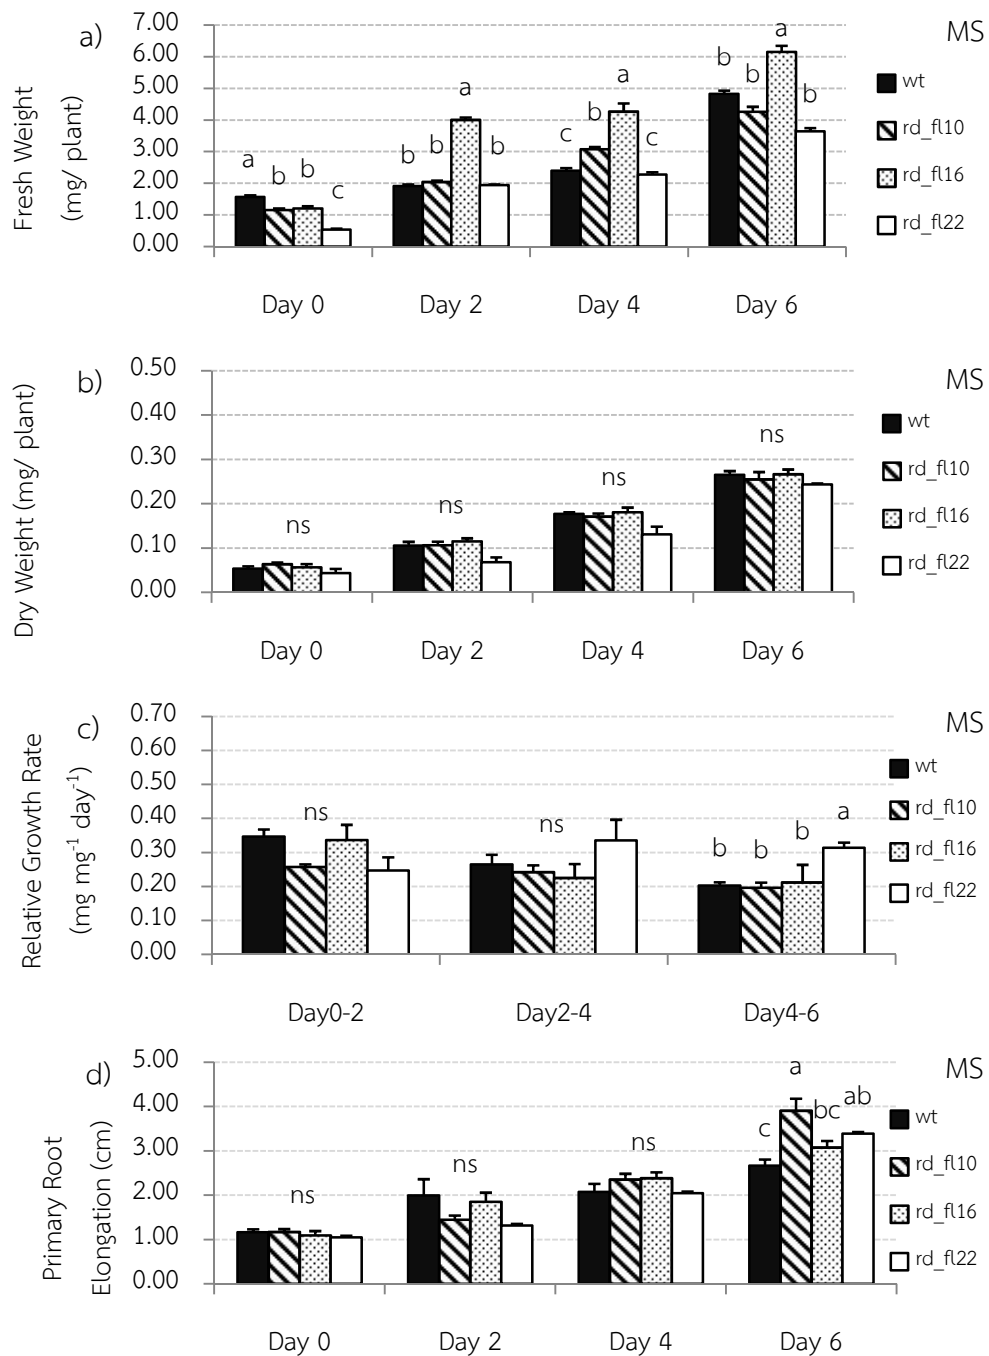 a)
MS
Fresh Weight
(mg/ plant)
7.00
6.00
5.00
4.00
3.00
2.00
1.00
0.00
a b b c
b b a b
c b a c
b b a b
Day 0 Day 2 Day 4 Day 6
wt
rd_fl10
rd_fl16
rd_fl22
b)
MS
Dry Weight (mg/ plant)
0.50
0.40
0.30
0.20
0.10
0.00
ns ns ns ns
Day 0 Day 2 Day 4 Day 6
wt
rd_fl10
rd_fl16
rd_fl22
c)
MS
Relative Growth Rate
(mg mg⁻¹ day⁻¹)
0.70
0.60
0.50
0.40
0.30
0.20
0.10
0.00
ns ns b b b a
Day0-2 Day2-4 Day4-6
wt
rd_fl10
rd_fl16
rd_fl22
d)
MS
Primary Root
Elongation (cm)
5.00
4.00
3.00
2.00
1.00
0.00
ns ns ns c a bc ab
Day 0 Day 2 Day 4 Day 6
wt
rd_fl10
rd_fl16
rd_fl22